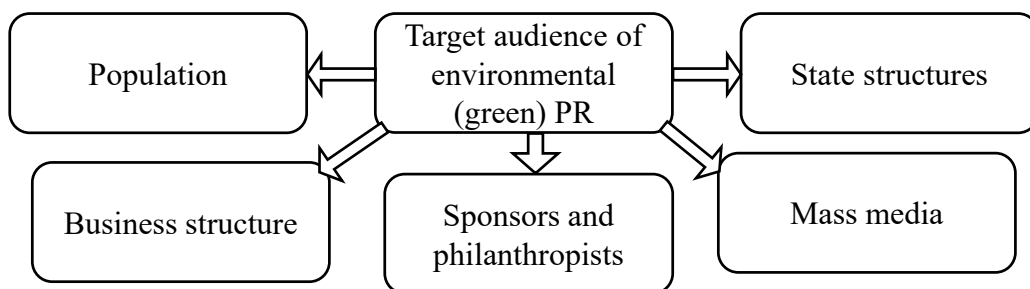 Population
Target audience of
environmental
(green) PR
State structures
Business structure
Sponsors and
philanthropists
Mass media